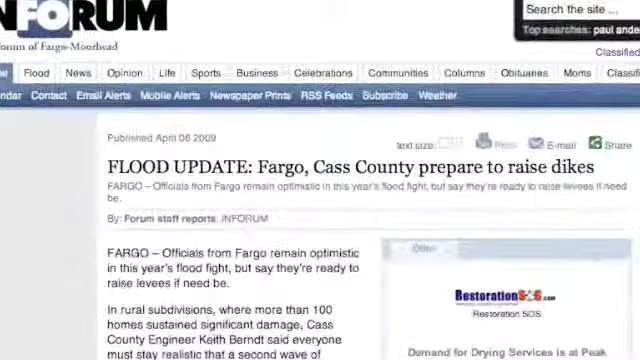 FORUM
Search the site ...
Top searches: paul ande
Forum of Fargo-Moorhead
Classified
Flood News Opinion Life Sports Business Celebrations Communities Columns Obituaries Moms Classifi
ndar Contact Email Alerts Mobile Alerts Newspaper Prints RSS Feeds Subscribe Weather
Published April 06 2009
text size: Print E-mail Share
FLOOD UPDATE: Fargo, Cass County prepare to raise dikes
FARGO – Officials from Fargo remain optimistic in this year's flood fight, but say they're ready to raise levees if need
be.
By: Forum staff reports, INFORUM
FARGO – Officials from Fargo remain optimistic
in this year's flood fight, but say they're ready to
raise levees if need be.
Other
RestorationSOS.com
Restoration SOS
In rural subdivisions, where more than 100
homes sustained significant damage, Cass
County Engineer Keith Berndt said everyone
must stay realistic that a second wave of
Demand for Drying Services is at Peak